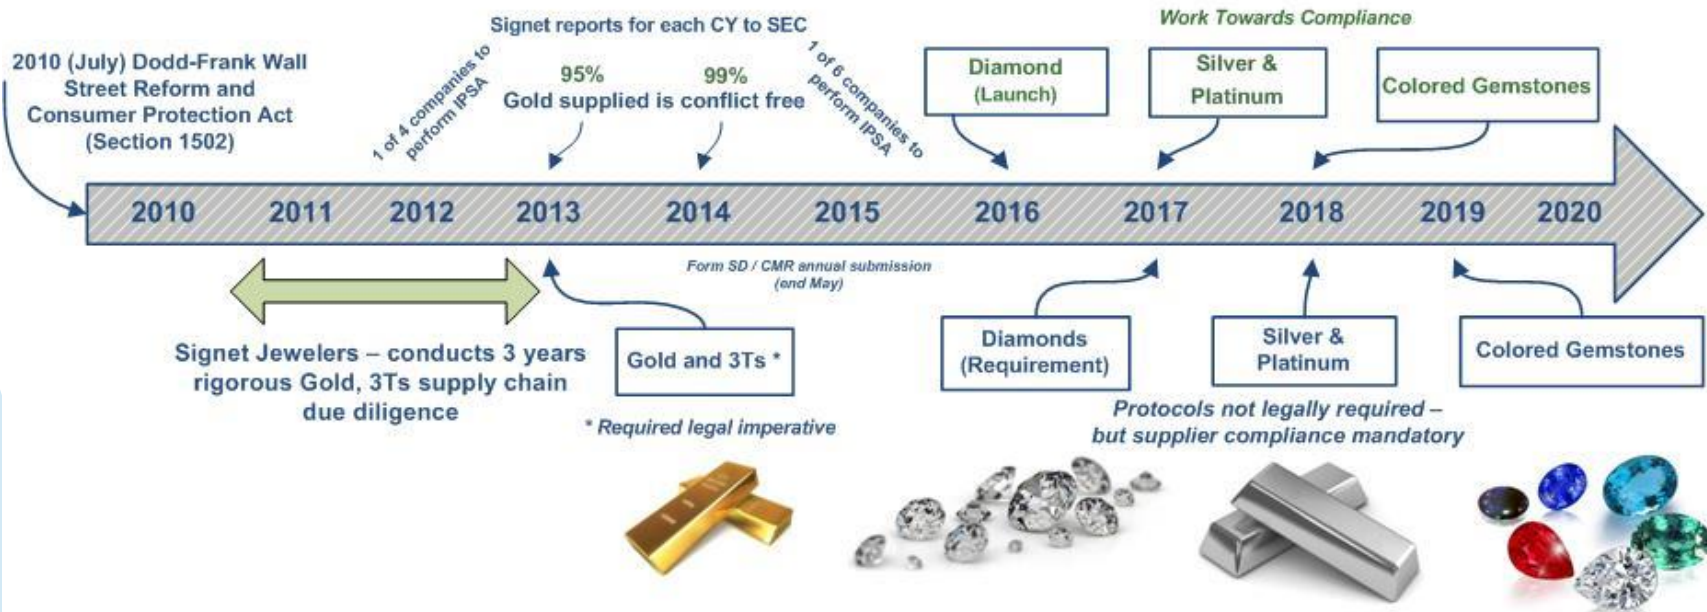 Signet reports for each CY to SEC
Work Towards Compliance
2010 (July) Dodd-Frank Wall
Street Reform and
Consumer Protection Act
(Section 1502)
1 of 4 companies to
perform IPSA
95%
99%
Gold supplied is conflict free
1 of 6 companies to
perform IPSA
Diamond
(Launch)
Silver &
Platinum
Colored Gemstones
2010
2011
2012
2013
2014
2015
2016
2017
2018
2019
2020
Form SD / CMR annual submission
(end May)
Signet Jewelers – conducts 3 years
rigorous Gold, 3Ts supply chain
due diligence
Gold and 3Ts *
* Required legal imperative
Diamonds
(Requirement)
Silver &
Platinum
Colored Gemstones
Protocols not legally required –
but supplier compliance mandatory